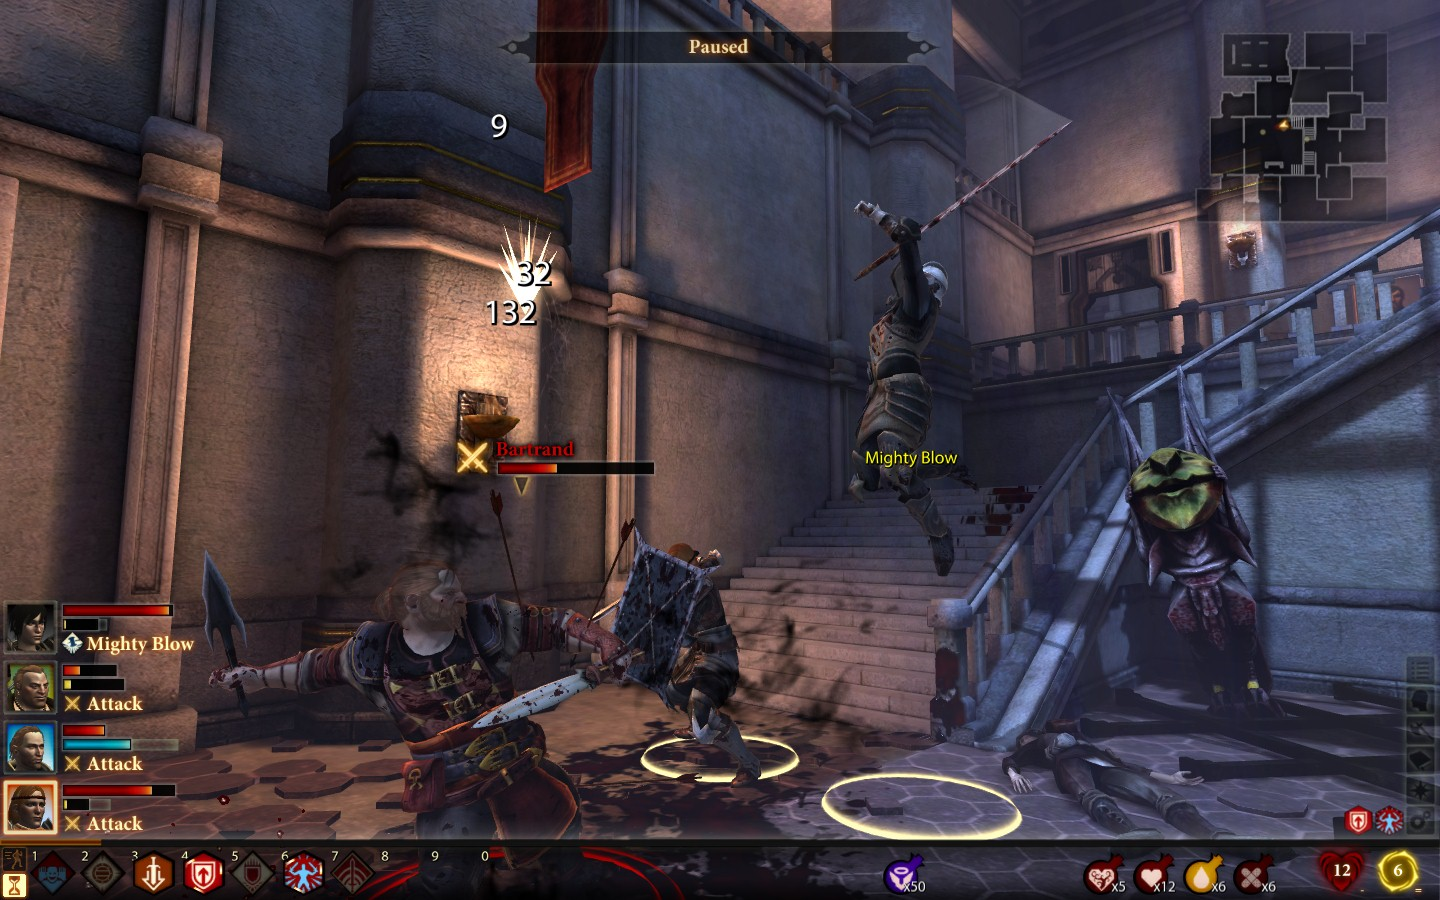 Paused
9
32
132
Bartrand
Mighty Blow
Mighty Blow
Attack
Attack
Attack
1 2 3 4 5 6 7 8 9 0
x50 x5 x12 x6 x6 12 6